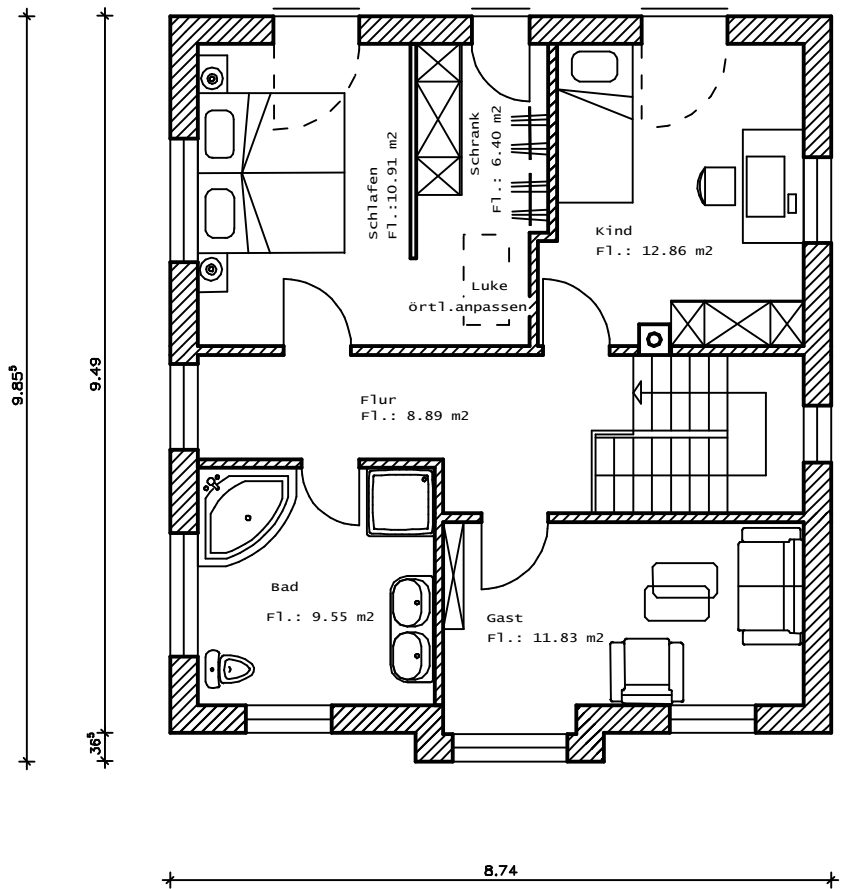 Schlafen
Fl.:10.91 m2
Schrank
Fl.: 6.40 m2
Kind
Fl.: 12.86 m2
Luke
örtl.anpassen
Flur
Fl.: 8.89 m2
Bad
Fl.: 9.55 m2
Gast
Fl.: 11.83 m2
9.85⁵
9.49
36⁵
8.74